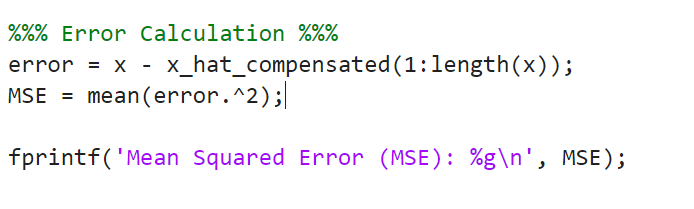 %%% Error Calculation %%%
error = x - x_hat_compensated(1:length(x));
MSE = mean(error.^2);
fprintf('Mean Squared Error (MSE): %g\n', MSE);